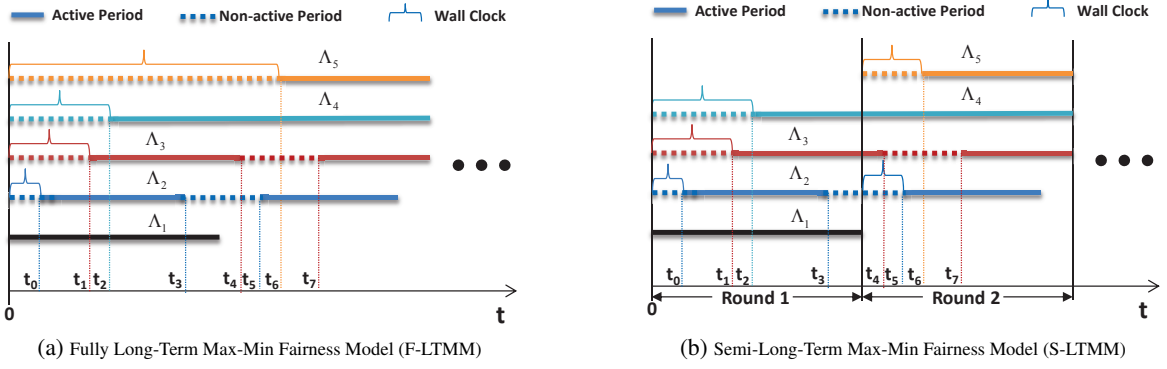 Active Period Non-active Period Wall Clock
Λ5
Λ4
Λ3
Λ2
Λ1
t0 t1 t2 t3 t4 t5 t6 t7
0 t
(a) Fully Long-Term Max-Min Fairness Model (F-LTMM)
Active Period Non-active Period Wall Clock
Λ5
Λ4
Λ3
Λ2
Λ1
t0 t1 t2 t3 t4 t5 t6 t7
Round 1 Round 2
0 t
(b) Semi-Long-Term Max-Min Fairness Model (S-LTMM)